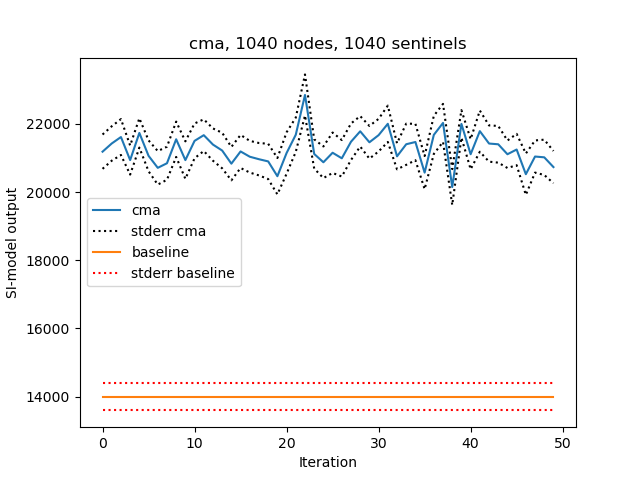 cma, 1040 nodes, 1040 sentinels
SI-model output
22000
20000
18000
16000
14000
cma
stderr cma
baseline
stderr baseline
0 10 20 30 40 50
Iteration